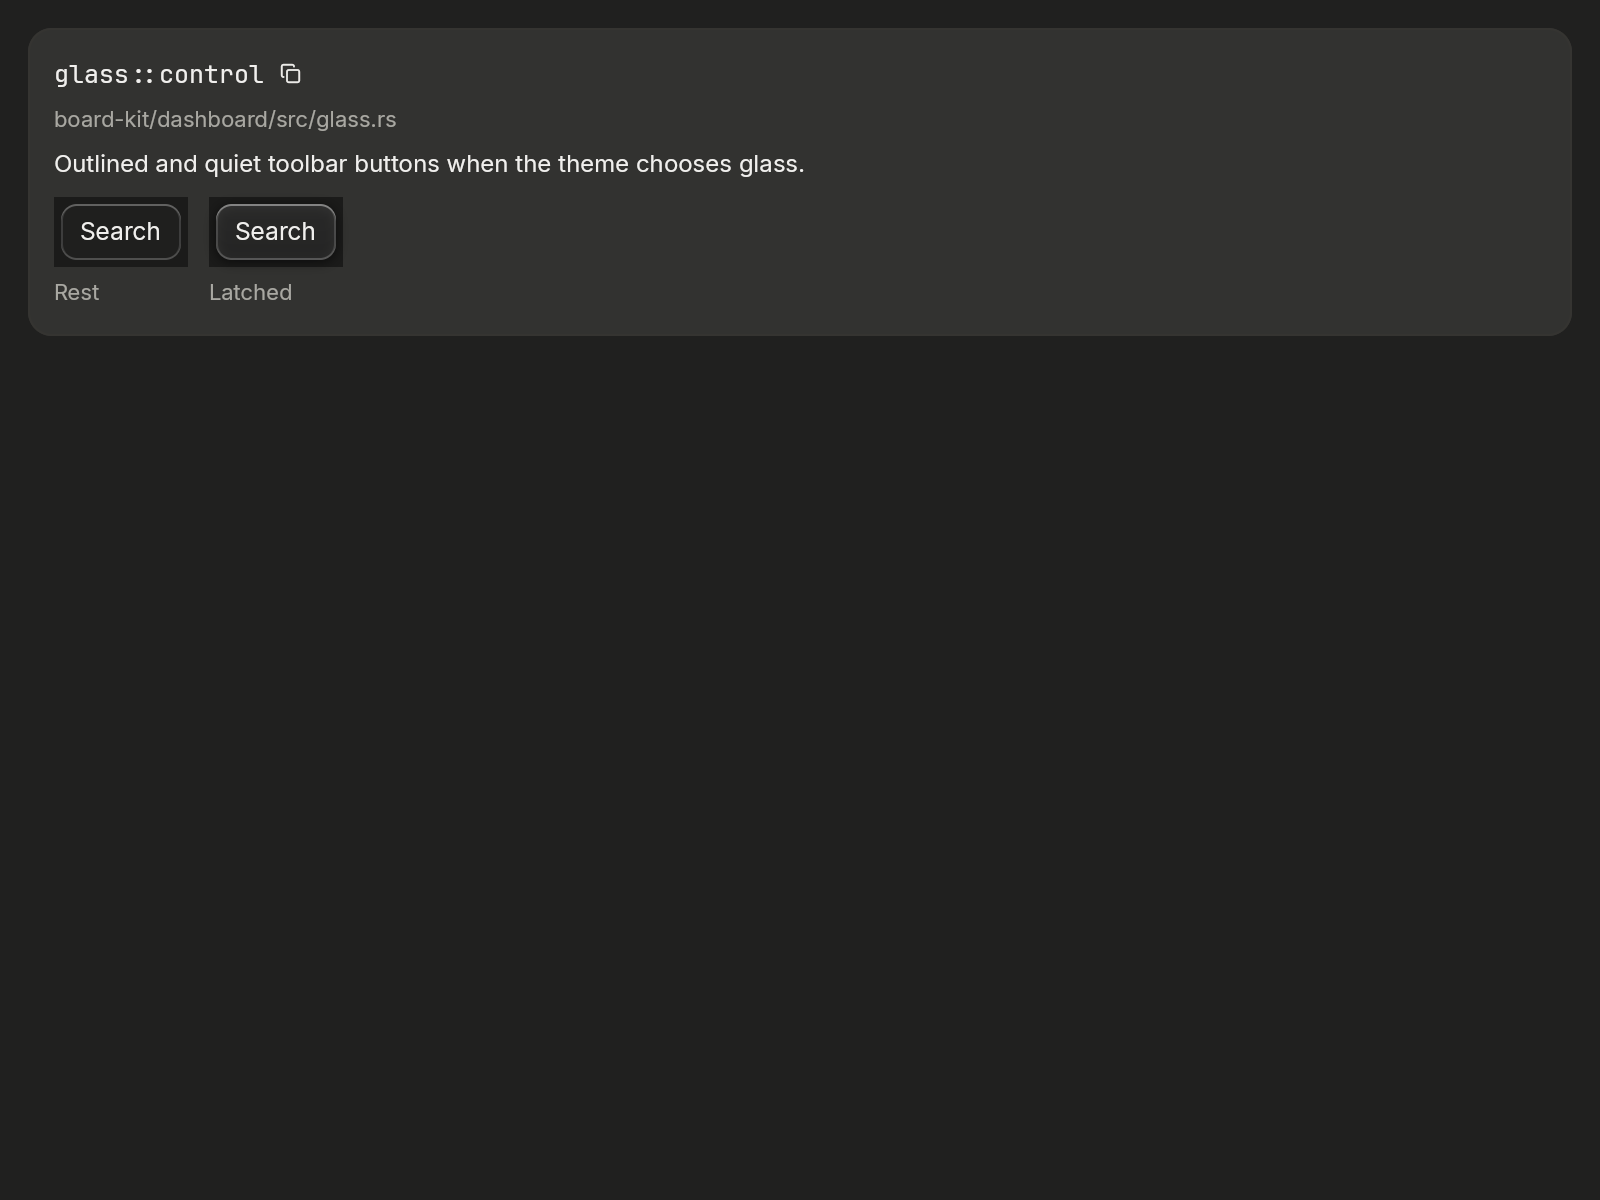 glass::control
board-kit/dashboard/src/glass.rs
Outlined and quiet toolbar buttons when the theme chooses glass.
Search Search
Rest Latched